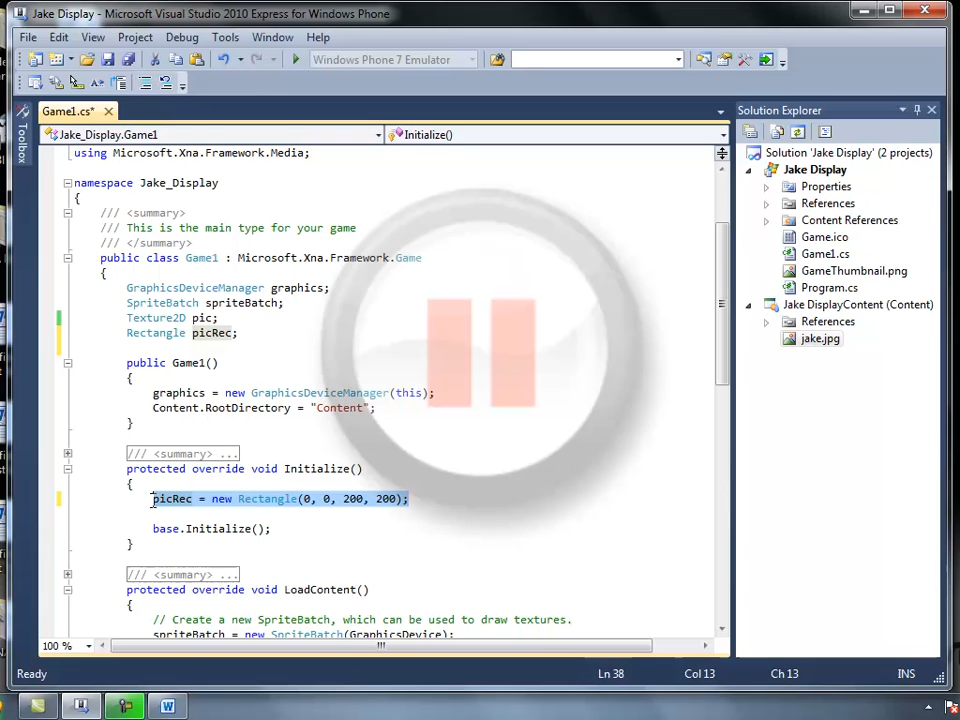 Jake Display - Microsoft Visual Studio 2010 Express for Windows Phone
File Edit View Project Debug Tools Window Help
Windows Phone 7 Emulator
Game1.cs*
Solution Explorer
Toolbox
Jake_Display.Game1
Initialize()
using Microsoft.Xna.Framework.Media;
namespace Jake_Display
{
/// <summary>
/// This is the main type for your game
/// </summary>
public class Game1 : Microsoft.Xna.Framework.Game
{
GraphicsDeviceManager graphics;
SpriteBatch spriteBatch;
Texture2D pic;
Rectangle picRec;
public Game1()
{
graphics = new GraphicsDeviceManager(this);
Content.RootDirectory = "Content";
}
/// <summary> ...
protected override void Initialize()
{
picRec = new Rectangle(0, 0, 200, 200);
base.Initialize();
}
/// <summary> ...
protected override void LoadContent()
{
// Create a new SpriteBatch, which can be used to draw textures.
spriteBatch = new SpriteBatch(GraphicsDevice);
Solution 'Jake Display' (2 projects)
Jake Display
Properties
References
Content References
Game.ico
Game1.cs
GameThumbnail.png
Program.cs
Jake DisplayContent (Content)
References
jake.jpg
100 %
Ready
Ln 38
Col 13
Ch 13
INS